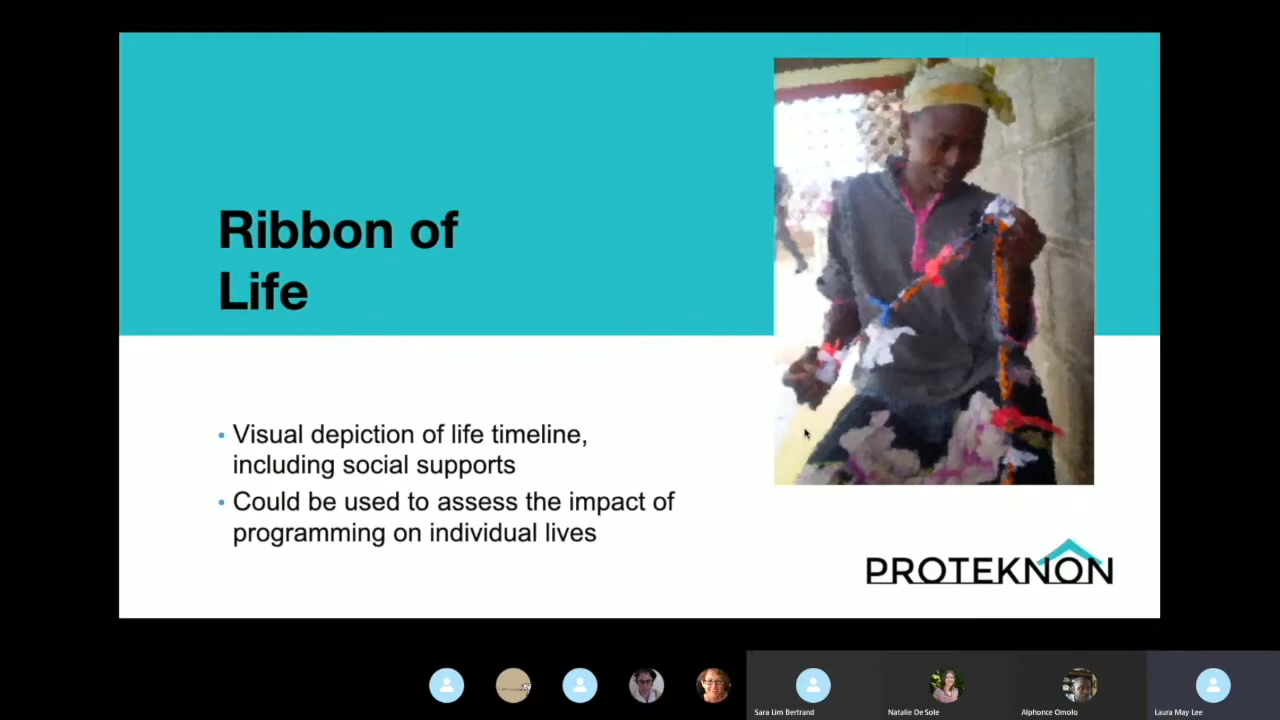 Ribbon of
Life
• Visual depiction of life timeline,
including social supports
• Could be used to assess the impact of
programming on individual lives
PROTEKNON
Sara Lim Bertrand
Natalie De Sole
Alphonce Omolo
Laura May Lee